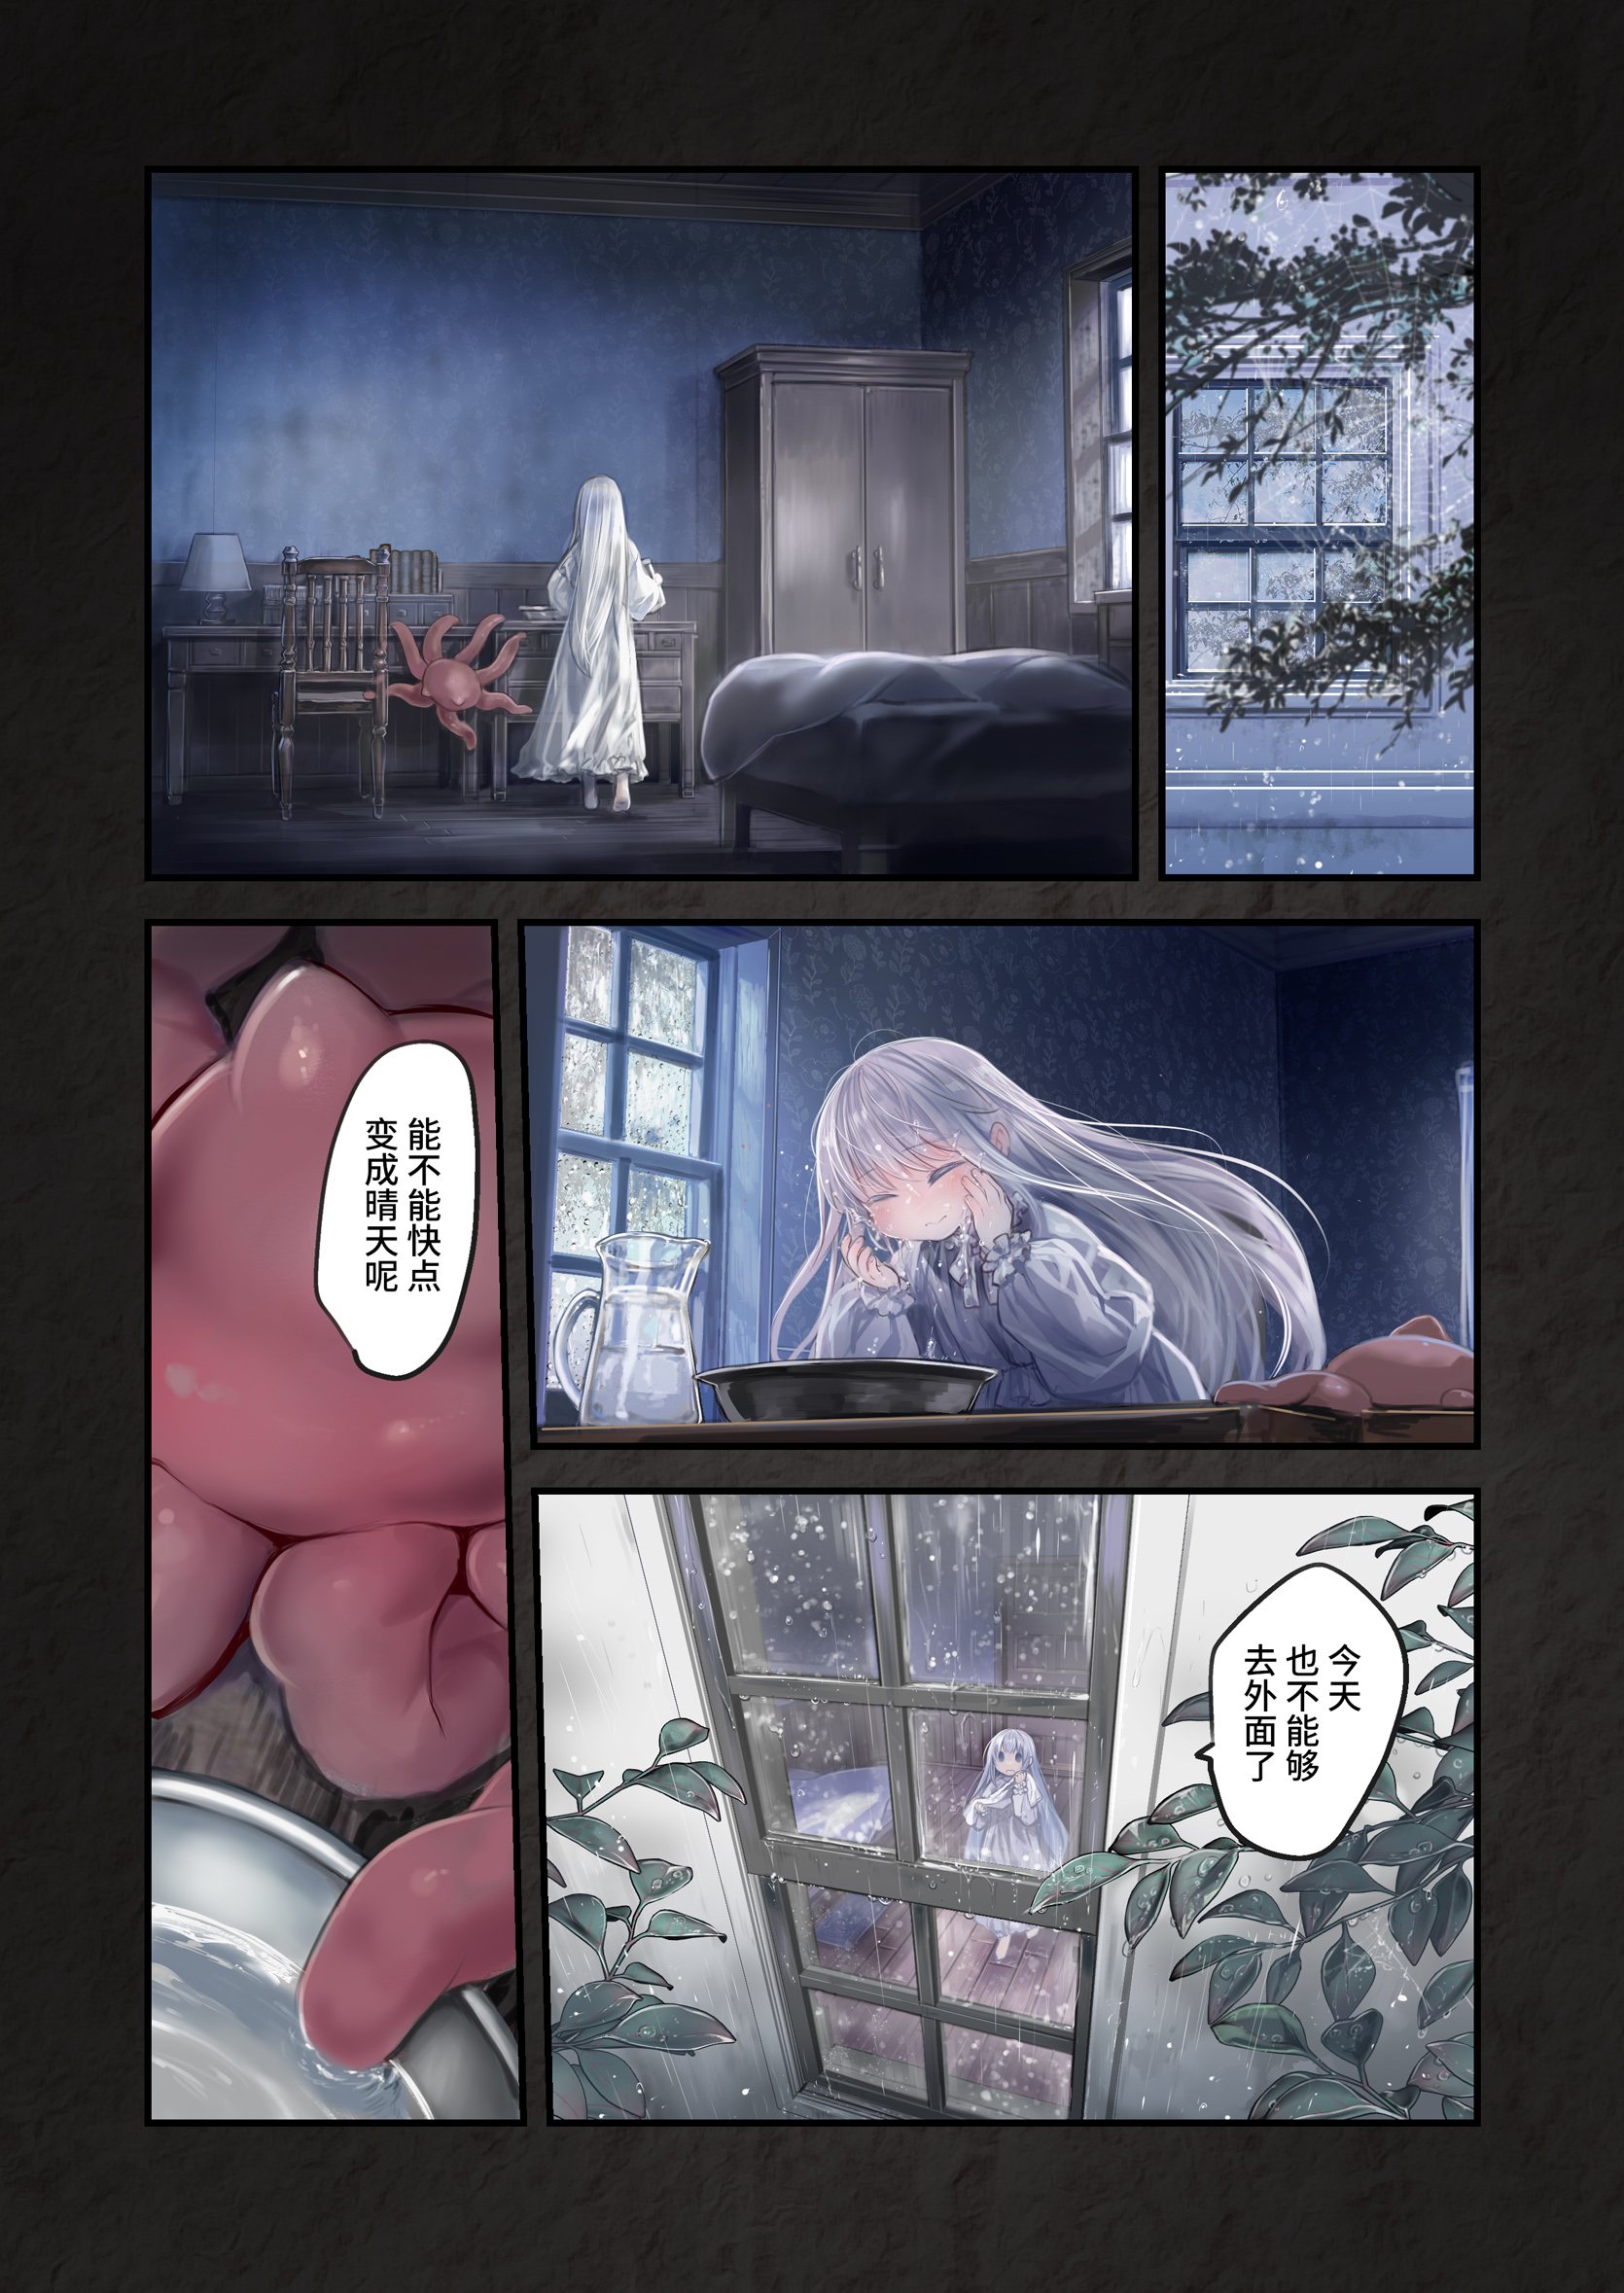 今天
也不能够
去外面了
能不能快点
变成晴天呢